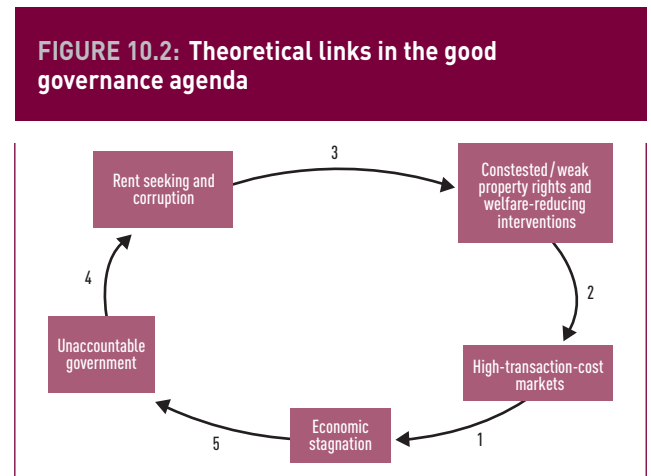 FIGURE 10.2: Theoretical links in the good
governance agenda
3
Rent seeking and
corruption
Constested/weak
property rights and
welfare-reducing
interventions
4
2
Unaccountable
government
High-transaction-cost
markets
Economic
stagnation
5
1